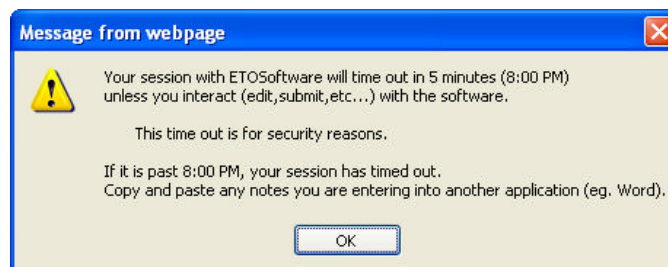 Message from webpage
Your session with ETOSoftware will time out in 5 minutes (8:00 PM)
unless you interact (edit,submit,etc...) with the software.
This time out is for security reasons.
If it is past 8:00 PM, your session has timed out.
Copy and paste any notes you are entering into another application (eg. Word).
OK